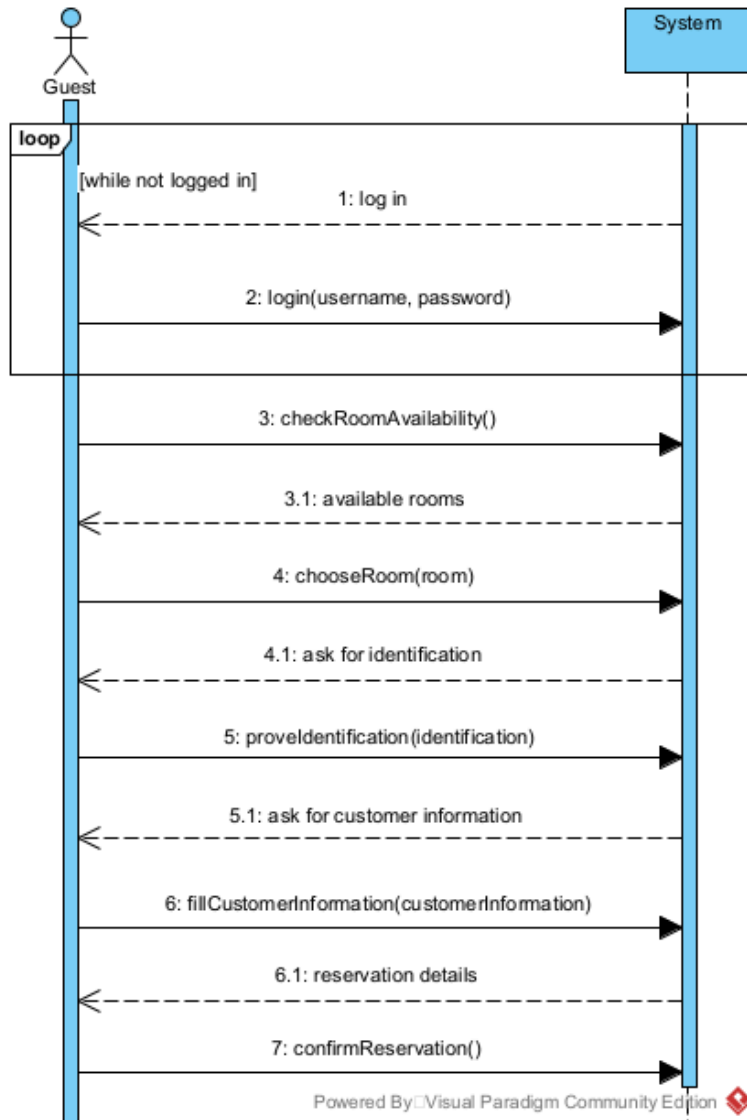 System
Guest
loop
[while not logged in]
1: log in
2: login(username, password)
3: checkRoomAvailability()
3.1: available rooms
4: chooseRoom(room)
4.1: ask for identification
5: proveIdentification(identification)
5.1: ask for customer information
6: fillCustomerInformation(customerInformation)
6.1: reservation details
7: confirmReservation()
Powered By Visual Paradigm Community Edition